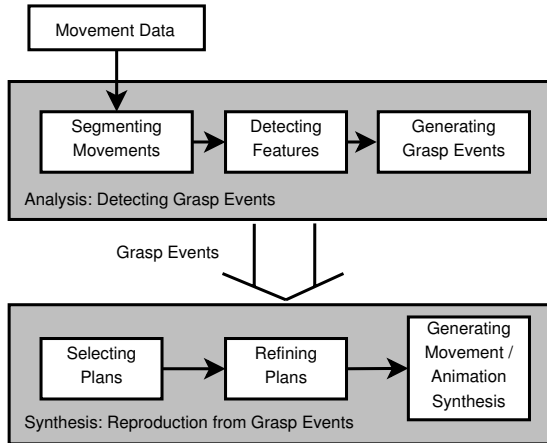 Movement Data
Segmenting
Movements
Detecting
Features
Generating
Grasp Events
Analysis: Detecting Grasp Events
Grasp Events
Selecting
Plans
Refining
Plans
Generating
Movement /
Animation
Synthesis
Synthesis: Reproduction from Grasp Events